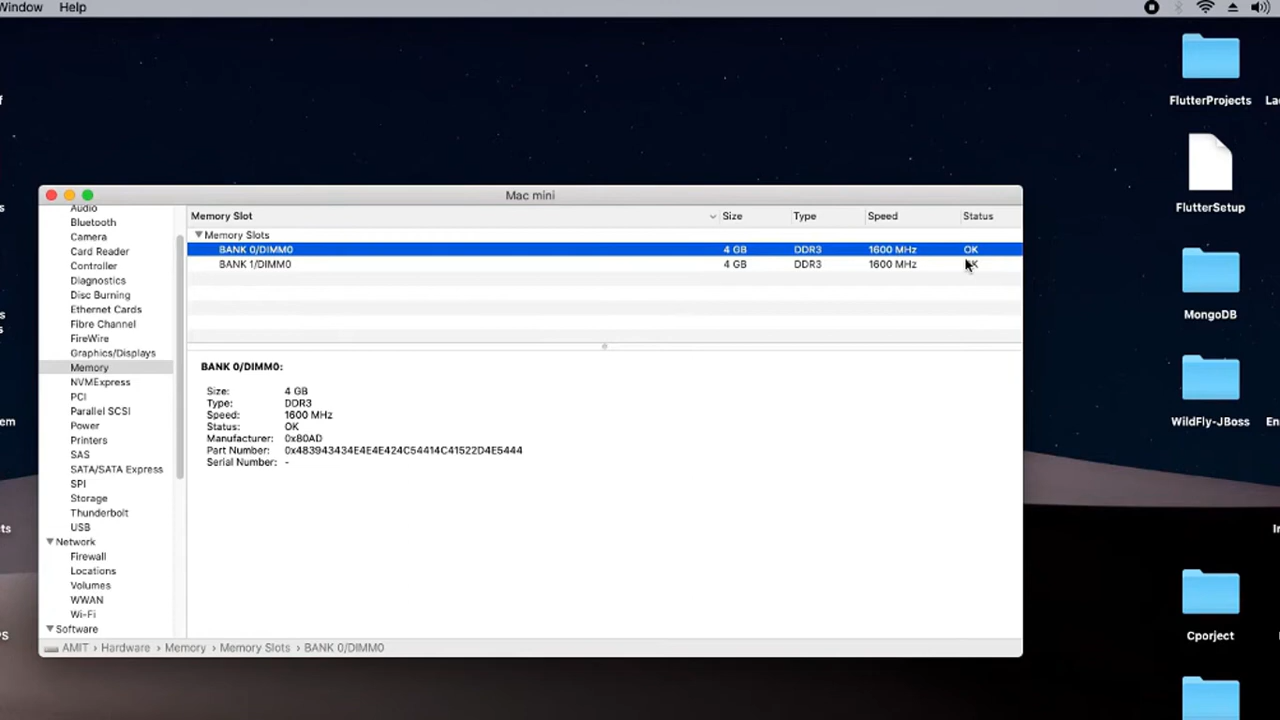 Window Help
FlutterProjects
FlutterSetup
MongoDB
WildFly-JBoss
Cporject
Mac mini
Audio
Bluetooth
Camera
Card Reader
Controller
Diagnostics
Disc Burning
Ethernet Cards
Fibre Channel
FireWire
Graphics/Displays
Memory
NVMExpress
PCI
Parallel SCSI
Power
Printers
SAS
SATA/SATA Express
SPI
Storage
Thunderbolt
USB
Network
Firewall
Locations
Volumes
WWAN
Wi-Fi
Software
Memory Slot Size Type Speed Status
Memory Slots
BANK 0/DIMM0 4 GB DDR3 1600 MHz OK
BANK 1/DIMM0 4 GB DDR3 1600 MHz OK
BANK 0/DIMM0:
Size: 4 GB
Type: DDR3
Speed: 1600 MHz
Status: OK
Manufacturer: 0x80AD
Part Number: 0x483943434E4E4E424C54414C41522D4E5444
Serial Number: -
AMIT › Hardware › Memory › Memory Slots › BANK 0/DIMM0